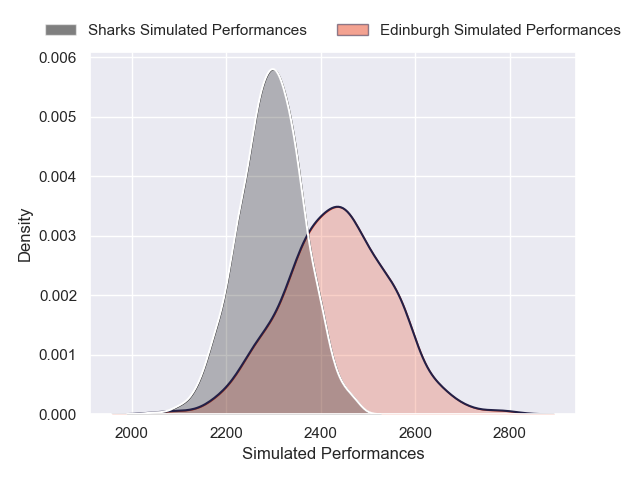 Sharks Simulated Performances
Edinburgh Simulated Performances
0.006
0.005
0.004
0.003
0.002
0.001
0.000
Density
2000 2200 2400 2600 2800
Simulated Performances